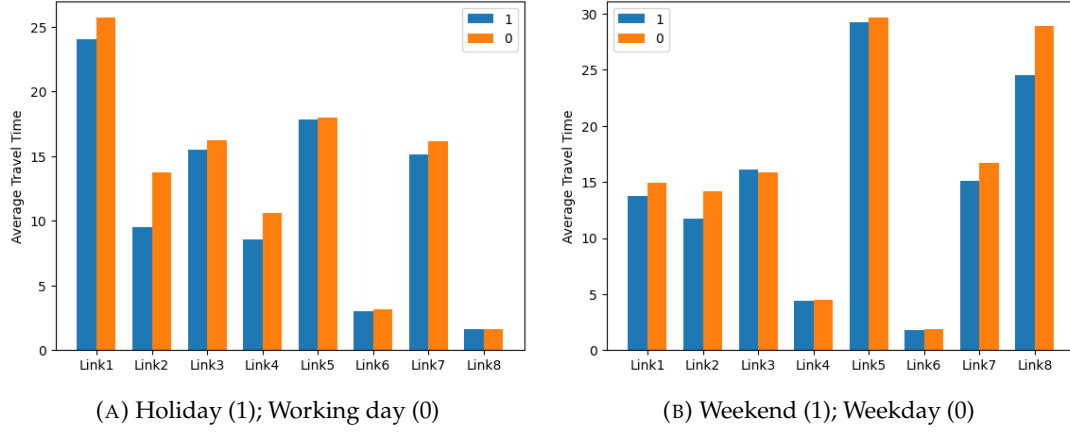 Average Travel Time
25
20
15
10
5
0
1
0
Link1 Link2 Link3 Link4 Link5 Link6 Link7 Link8
(A) Holiday (1); Working day (0)
Average Travel Time
30
25
20
15
10
5
0
1
0
Link1 Link2 Link3 Link4 Link5 Link6 Link7 Link8
(B) Weekend (1); Weekday (0)